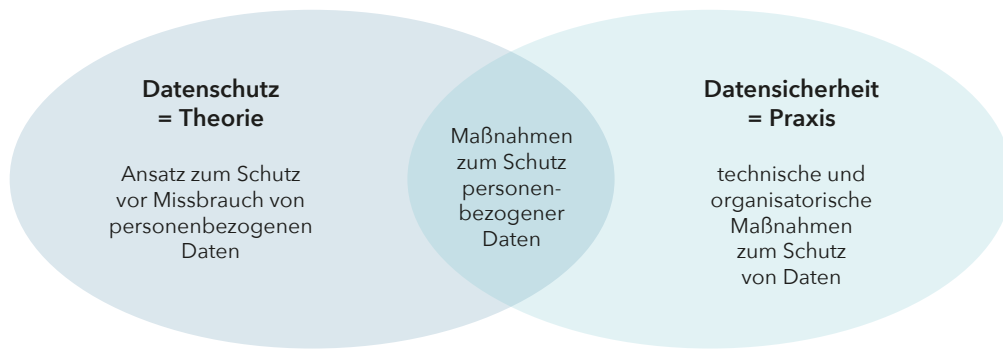 Datenschutz
= Theorie
Ansatz zum Schutz
vor Missbrauch von
personenbezogenen
Daten
Maßnahmen
zum Schutz
personen-
bezogener
Daten
Datensicherheit
= Praxis
technische und
organisatorische
Maßnahmen
zum Schutz
von Daten